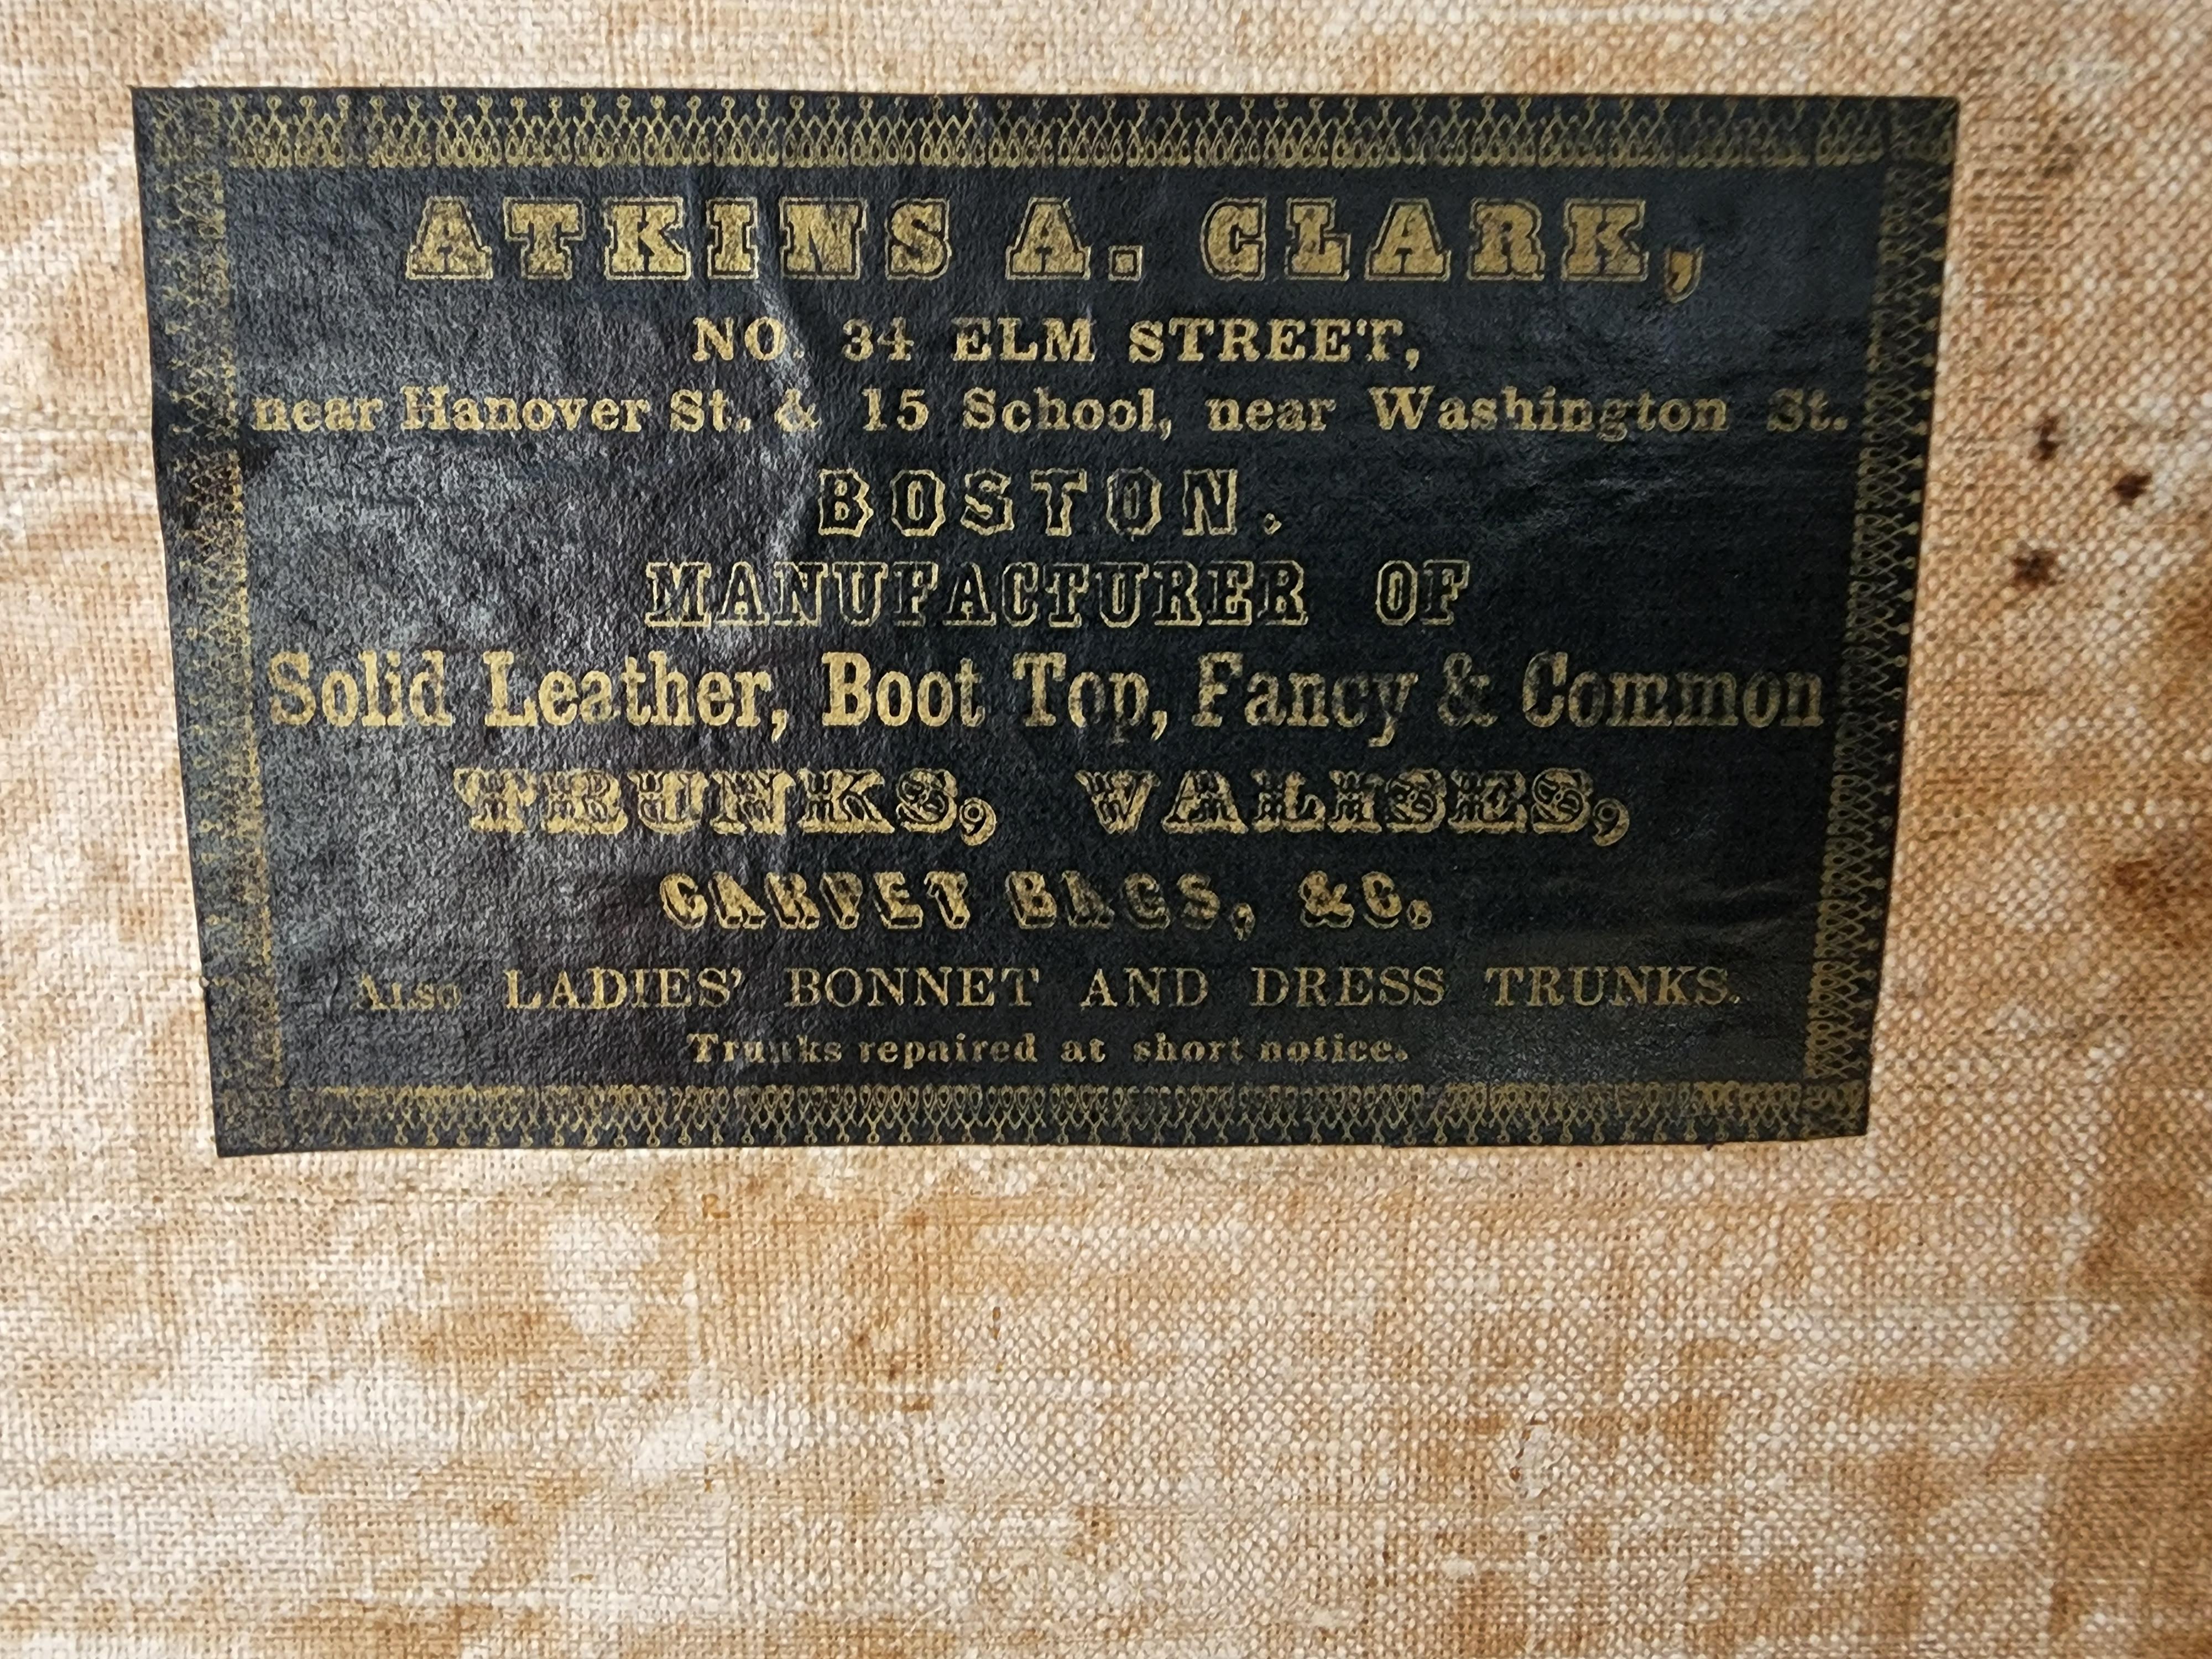 ATKINS A. CLARK,
NO. 34 ELM STREET,
near Hanover St. & 15 School, near Washington St.
BOSTON.
MANUFACTURER OF
Solid Leather, Boot Top, Fancy & Common
TRUNKS, VALISES,
CARPET BAGS, &C.
ALSO LADIES' BONNET AND DRESS TRUNKS.
Trunks repaired at short notice.